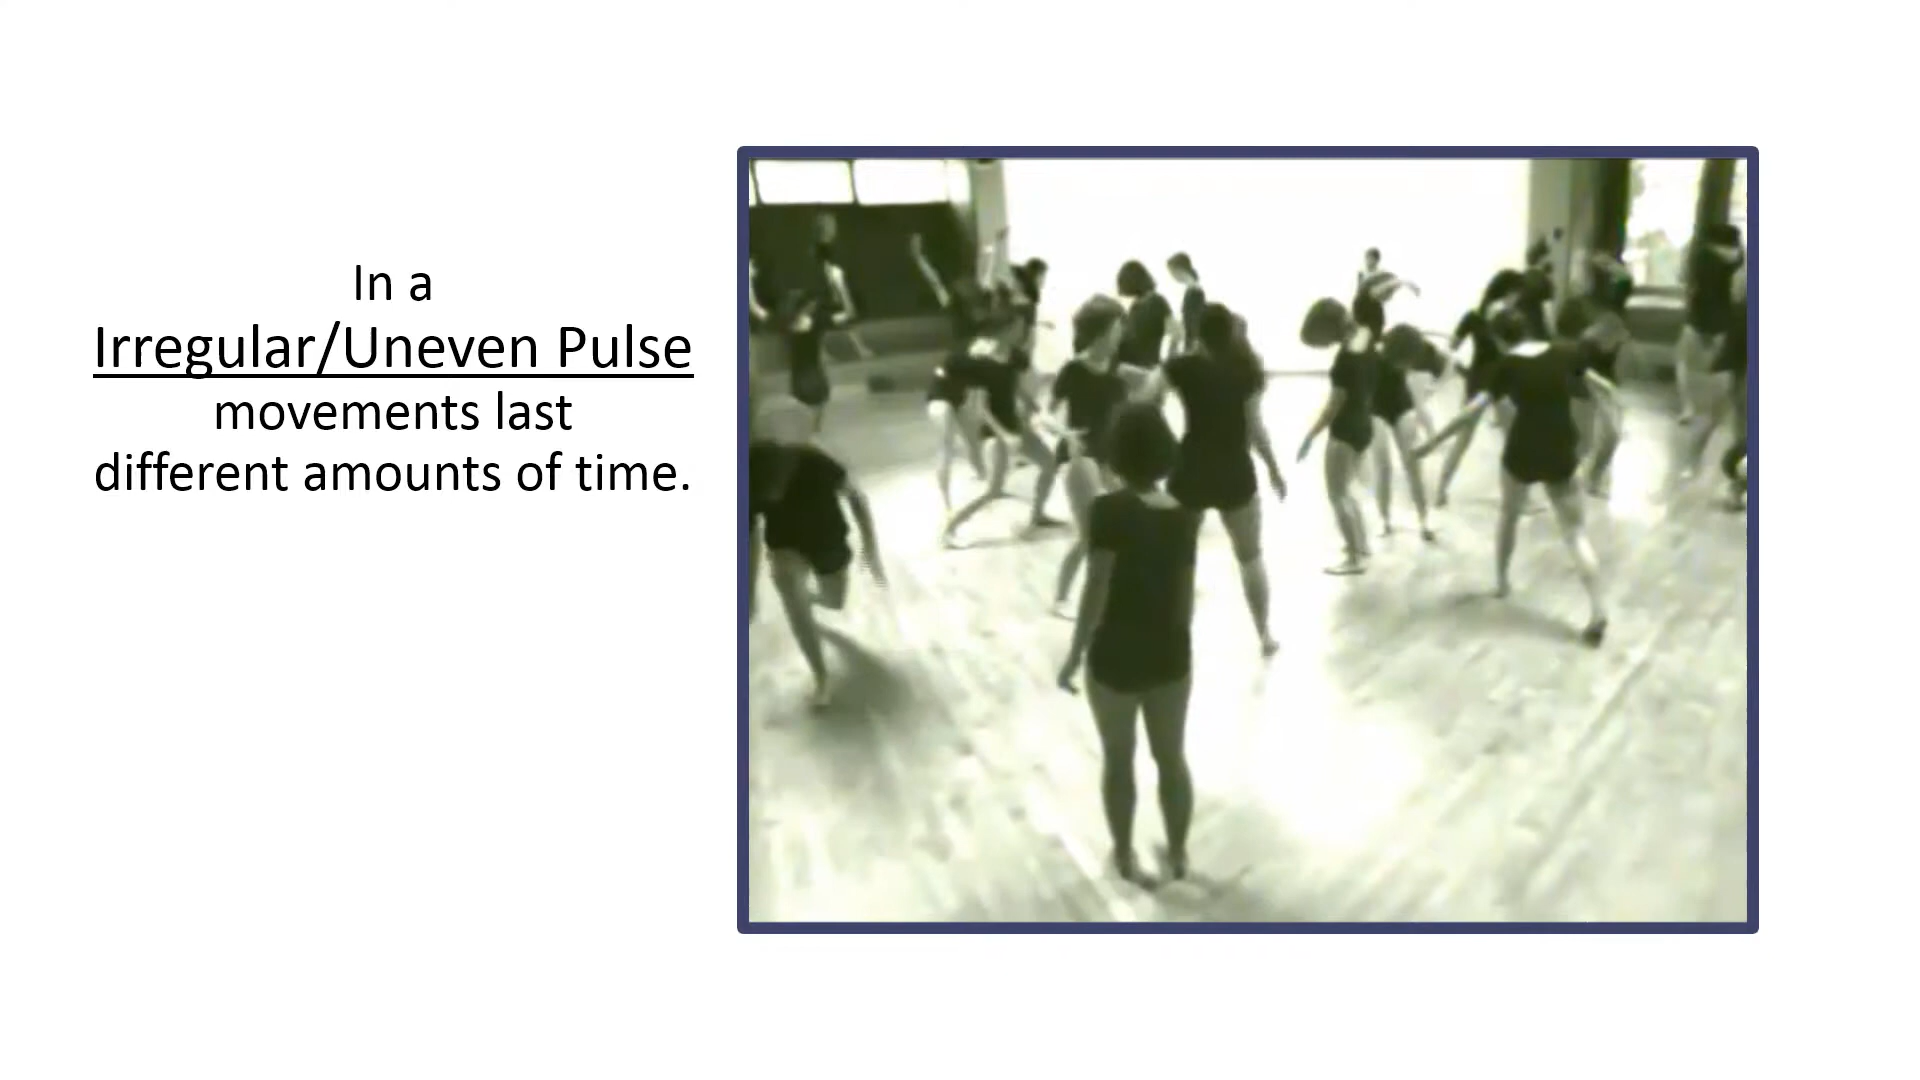 In a
Irregular/Uneven Pulse
movements last
different amounts of time.